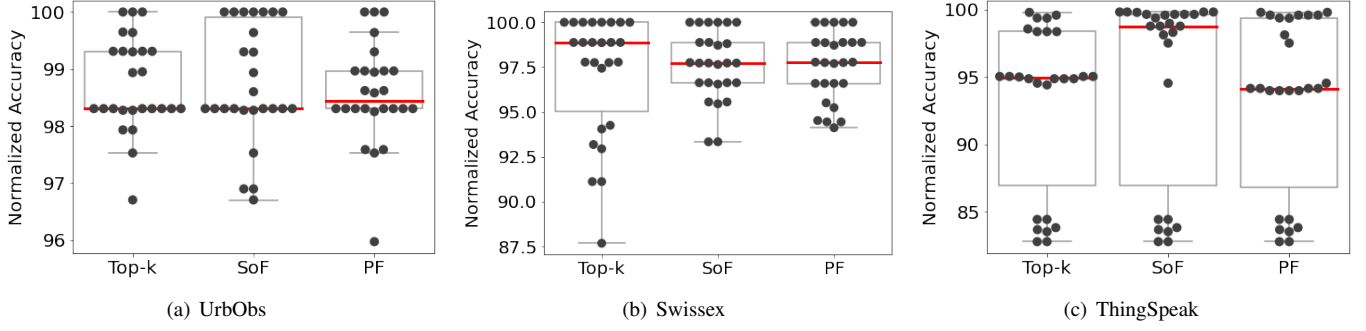 Normalized Accuracy
100
99
98
97
96
Top-k SoF PF
(a) UrbObs
Normalized Accuracy
100.0
97.5
95.0
92.5
90.0
87.5
Top-k SoF PF
(b) Swissex
Normalized Accuracy
100
95
90
85
Top-k SoF PF
(c) ThingSpeak